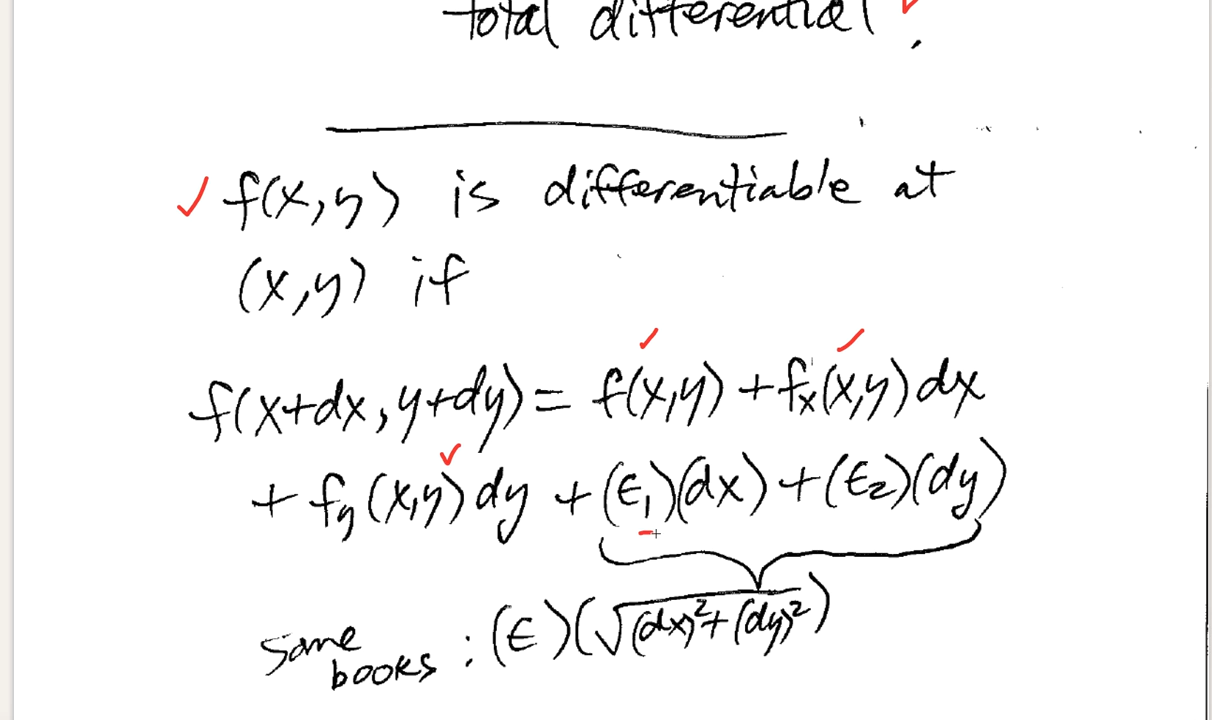 total differential.
f(x,y) is differentiable at
(x,y) if
f(x+dx, y+dy) = f(x,y) + fₓ(x,y) dx
+ f_y (x,y) dy + (ϵ₁)(dx) + (ϵ₂)(dy)
some books : (ϵ)(√((dx)² + (dy)²))